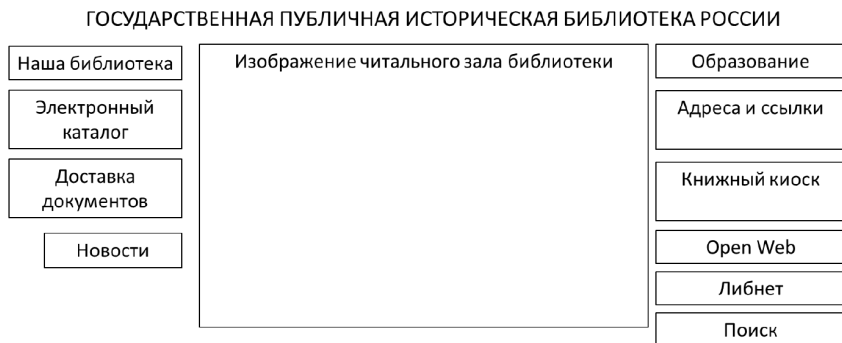 ГОСУДАРСТВЕННАЯ ПУБЛИЧНАЯ ИСТОРИЧЕСКАЯ БИБЛИОТЕКА РОССИИ
Наша библиотека
Электронный
каталог
Доставка
документов
Новости
Изображение читального зала библиотеки
Образование
Адреса и ссылки
Книжный киоск
Open Web
Либнет
Поиск